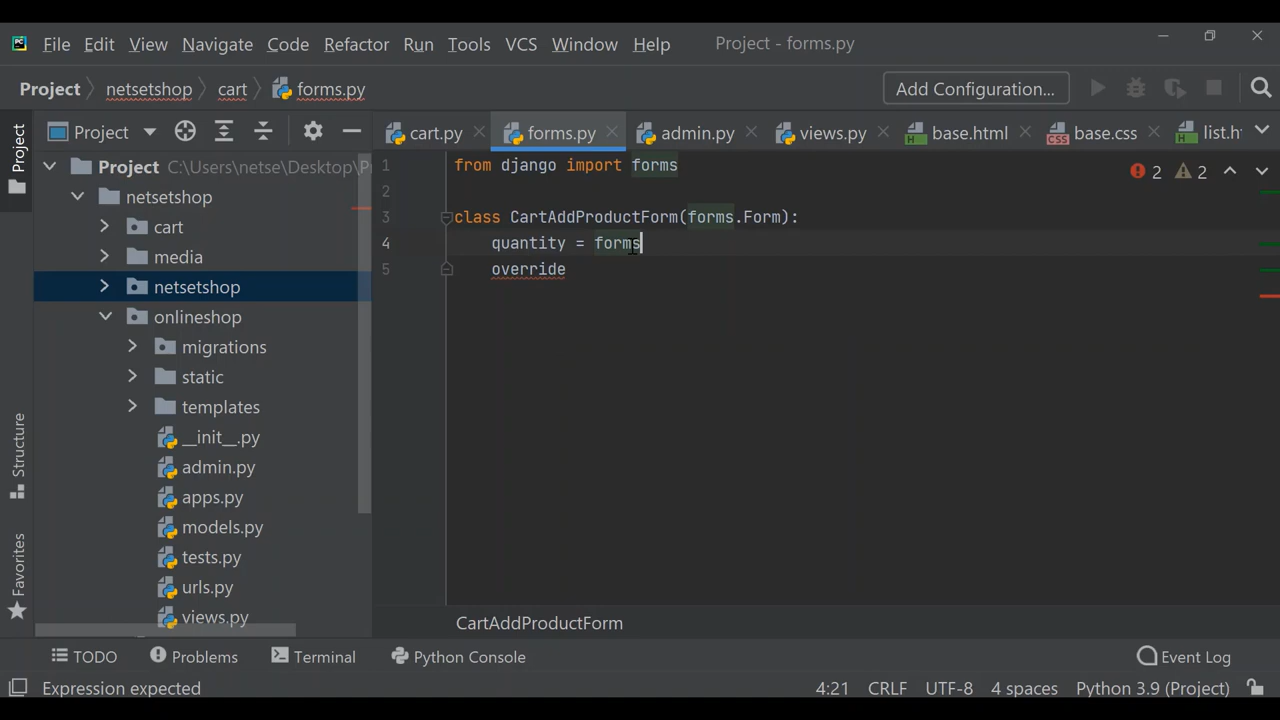 File Edit View Navigate Code Refactor Run Tools VCS Window Help Project - forms.py
Project netsetshop cart forms.py Add Configuration...
Project cart.py forms.py admin.py views.py base.html base.css list.h
Project C:\Users\netse\Desktop\P
netsetshop
cart
media
netsetshop
onlineshop
migrations
static
templates
__init__.py
admin.py
apps.py
models.py
tests.py
urls.py
views.py
1 from django import forms
2
3 class CartAddProductForm(forms.Form):
4 quantity = forms
5 override
2 2
CartAddProductForm
Project
Structure
Favorites
TODO Problems Terminal Python Console Event Log
Expression expected 4:21 CRLF UTF-8 4 spaces Python 3.9 (Project)